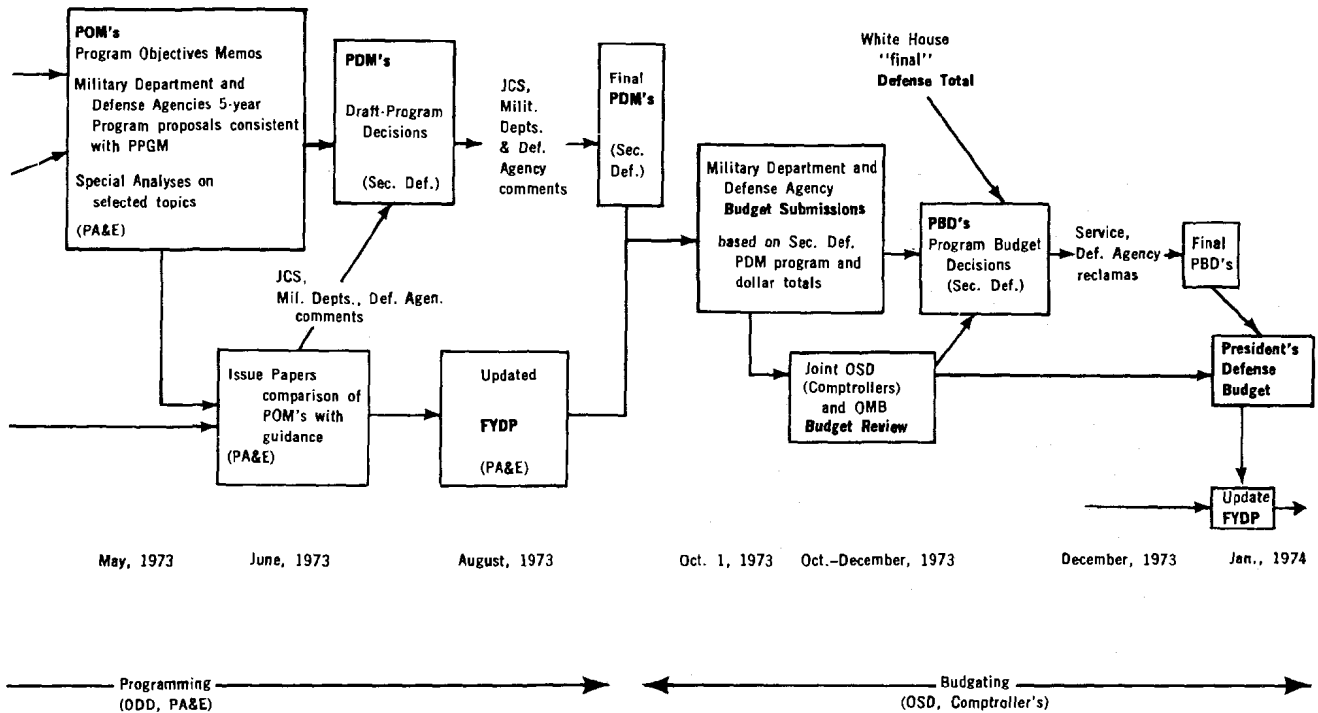 POM's
Program Objectives Memos
Military Department and
Defense Agencies 5-year
Program proposals consistent
with PPGM
Special Analyses on
selected topics
(PA&E)
PDM's
Draft-Program
Decisions
(Sec. Def.)
JCS,
Milit.
Depts.
& Def.
Agency
comments
Final
PDM's
(Sec.
Def.)
White House
"final"
Defense Total
Military Department and
Defense Agency
Budget Submissions
based on Sec. Def.
PDM program and
dollar totals
PBD's
Program Budget
Decisions
(Sec. Def.)
Service,
Def. Agency
reclamas
Final
PBD's
JCS,
Mil. Depts., Def. Agen.
comments
Issue Papers
comparison of
POM's with
guidance
(PA&E)
Updated
FYDP
(PA&E)
Joint OSD
(Comptrollers)
and OMB
Budget Review
President's
Defense
Budget
Update
FYDP
May, 1973
June, 1973
August, 1973
Oct. 1, 1973
Oct.-December, 1973
December, 1973
Jan., 1974
Programming
(ODD, PA&E)
Budgating
(OSD, Comptroller's)